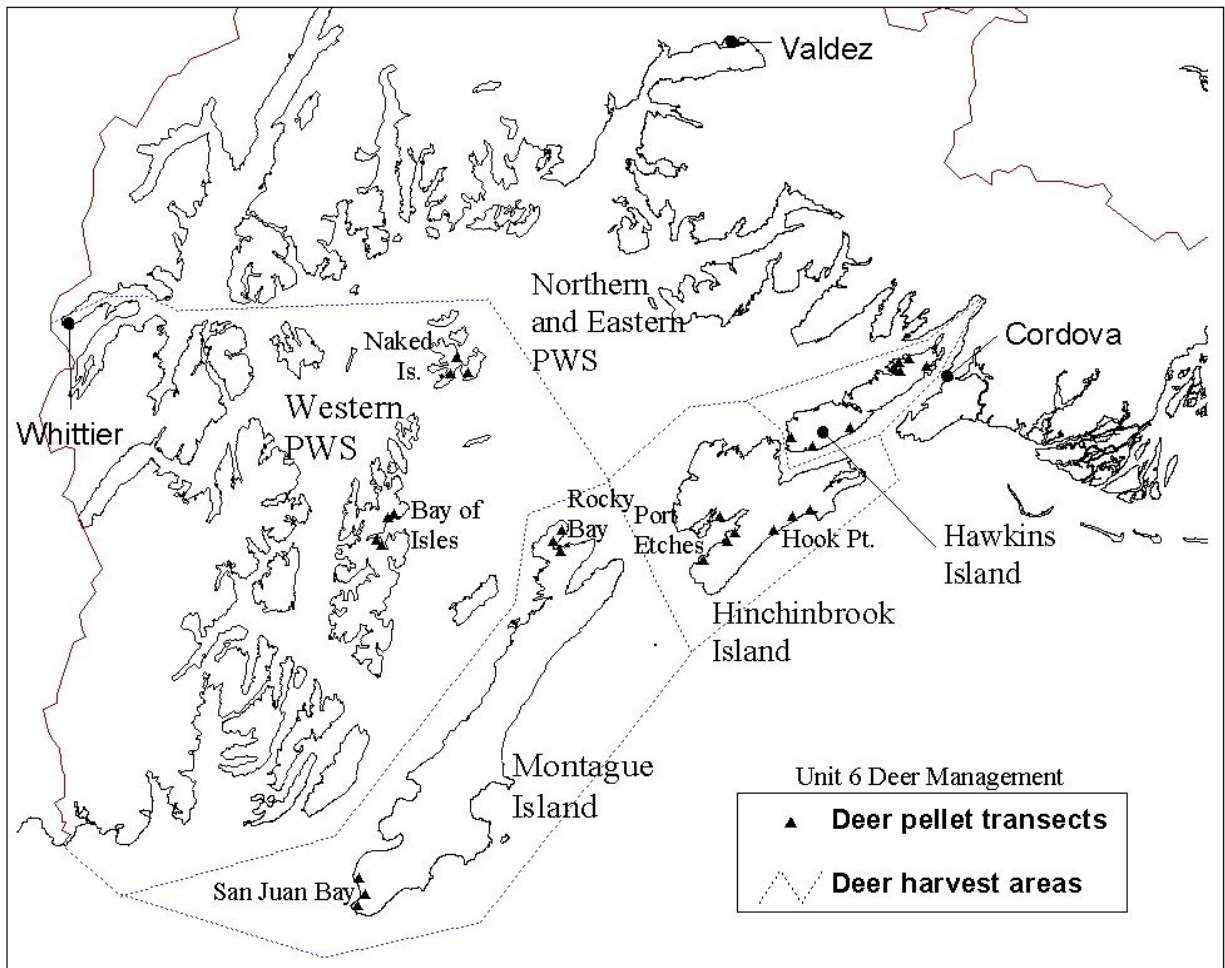 Valdez
Northern
and Eastern
PWS
Cordova
Naked
Is.
Western
PWS
Whittier
Bay of
Isles
Rocky
Bay
Port
Etches
Hook Pt.
Hawkins
Island
Hinchinbrook
Island
Montague
Island
San Juan Bay
Unit 6 Deer Management
Deer pellet transects
Deer harvest areas